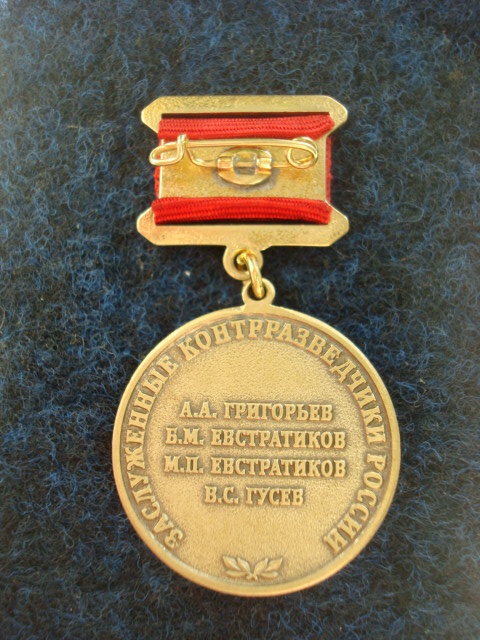 ЗАСЛУЖЕННЫЕ КОНТРРАЗВЕДЧИКИ РОССИИ
А.А. ГРИГОРЬЕВ
Б.М. ЕВСТРАТИКОВ
М.П. ЕВСТРАТИКОВ
В.С. ГУСЕВ